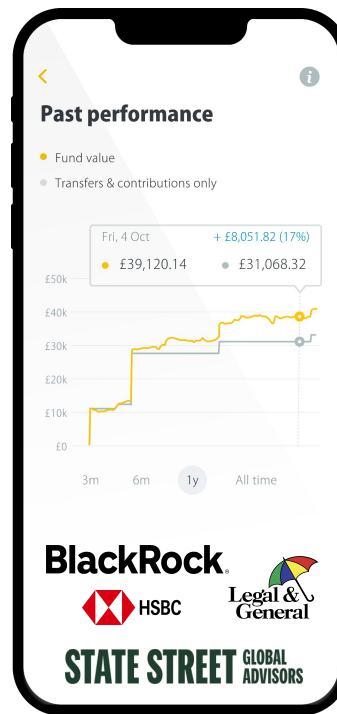 i
Past performance
Fund value
Transfers & contributions only
Fri, 4 Oct + £8,051.82 (17%)
£39,120.14 £31,068.32
£50k
£40k
£30k
£20k
£10k
£0
3m 6m 1y All time
BlackRock.
HSBC
Legal &
General
STATE STREET GLOBAL
ADVISORS